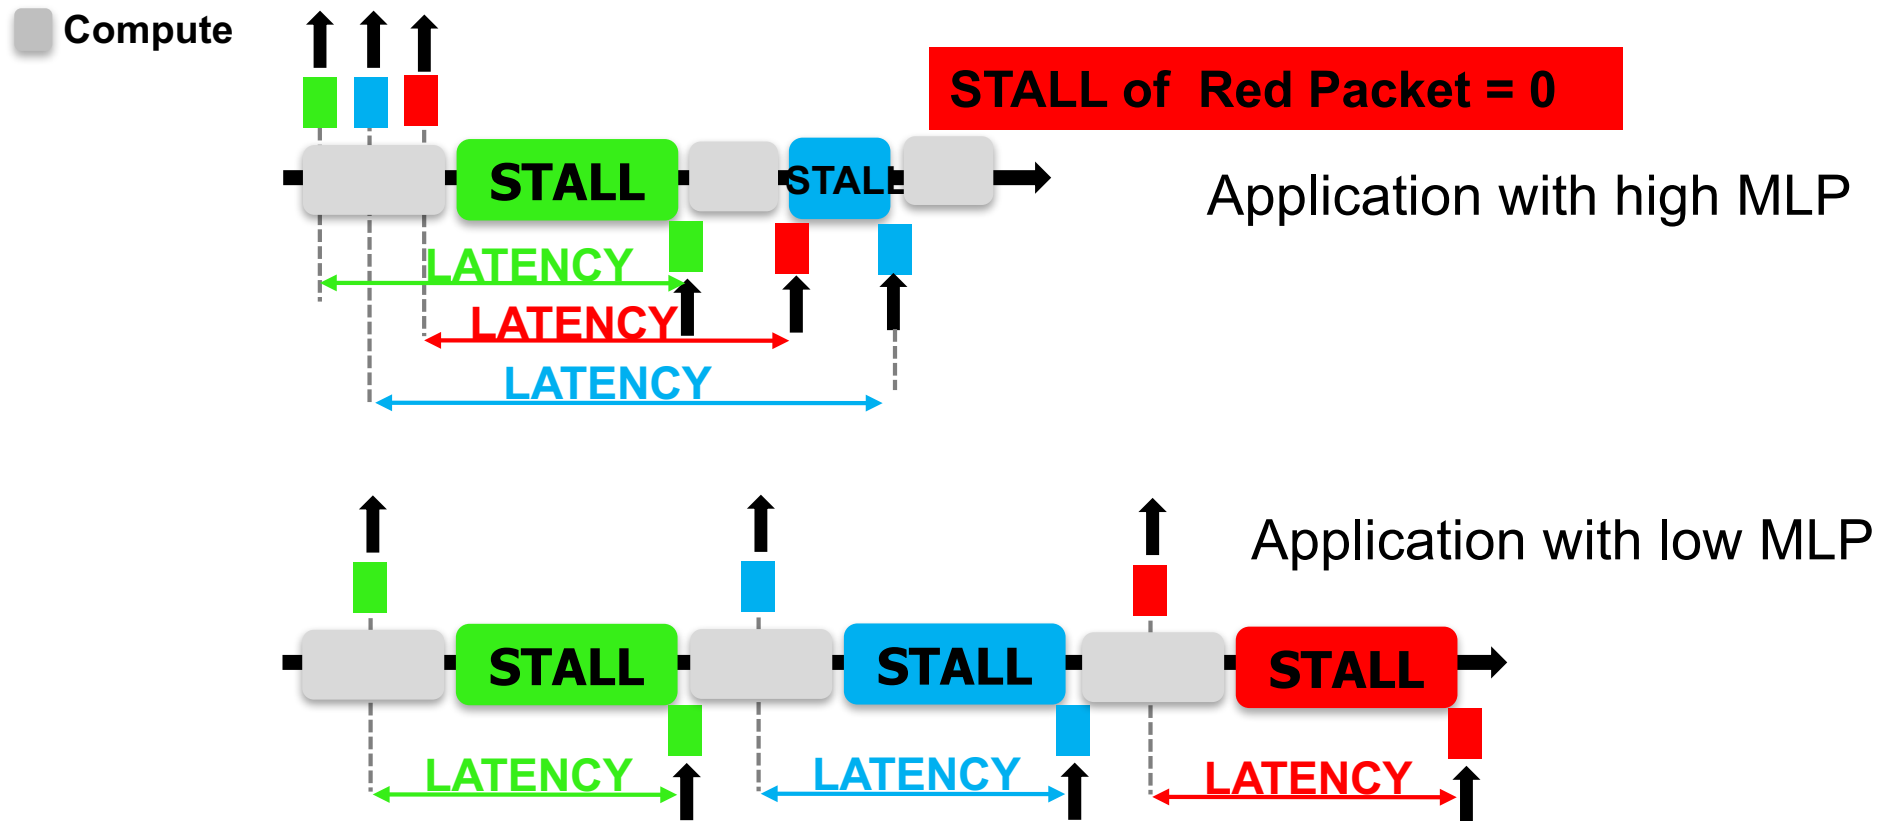 Compute
STALL of Red Packet = 0
STALL
STALL
Application with high MLP
LATENCY
LATENCY
LATENCY
Application with low MLP
STALL
STALL
STALL
LATENCY
LATENCY
LATENCY